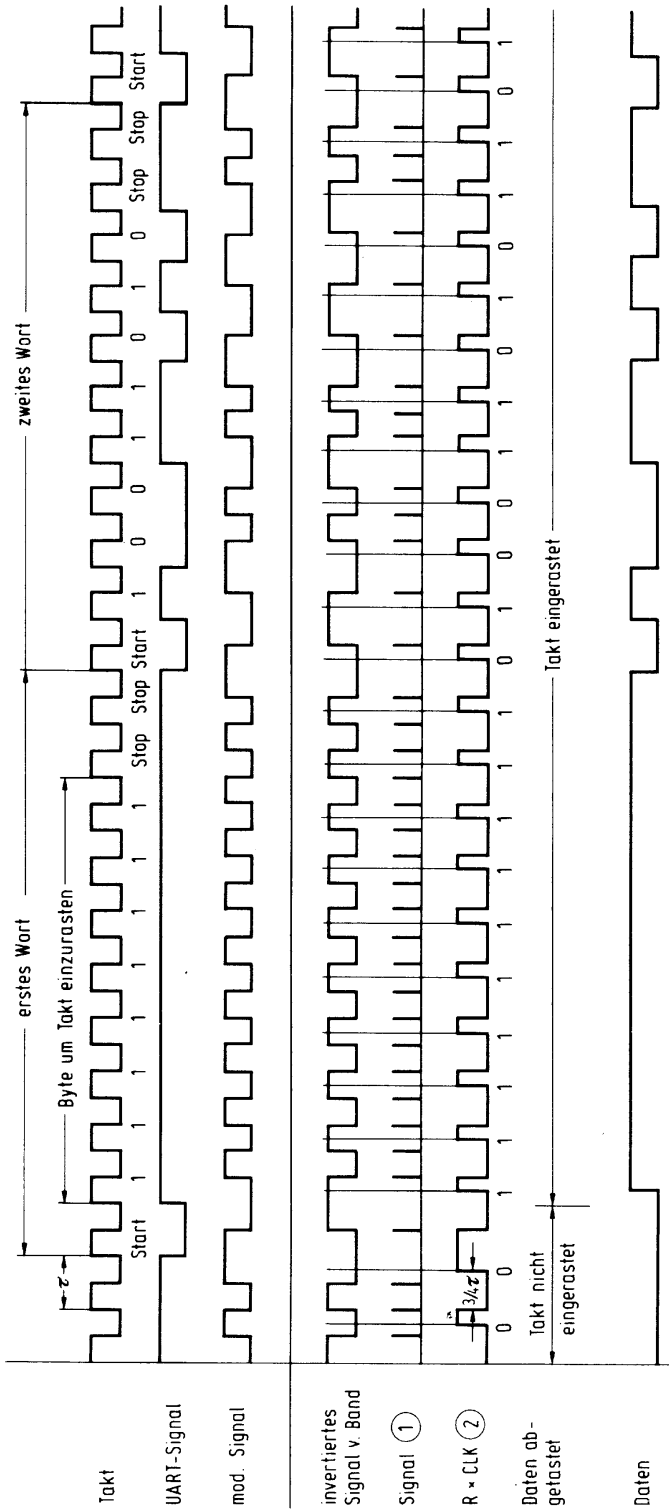 erstes Wort zweites Wort
Byte um Takt einzurasten
τ
Takt
Start 1 1 1 1 1 1 1 1 Stop Stop Start 1 0 0 1 1 0 1 0 Stop Stop Start
UART-Signal
mod. Signal
invertiertes
Signal v. Band
Signal 1
R × CLK 2
3/4 τ
Daten ab-
getastet
0 0 1 1 1 1 1 1 1 1 1 1 0 1 0 0 1 1 0 1 0 1 1 0 1
Takt nicht
eingerastet
Takt eingerastet
Daten